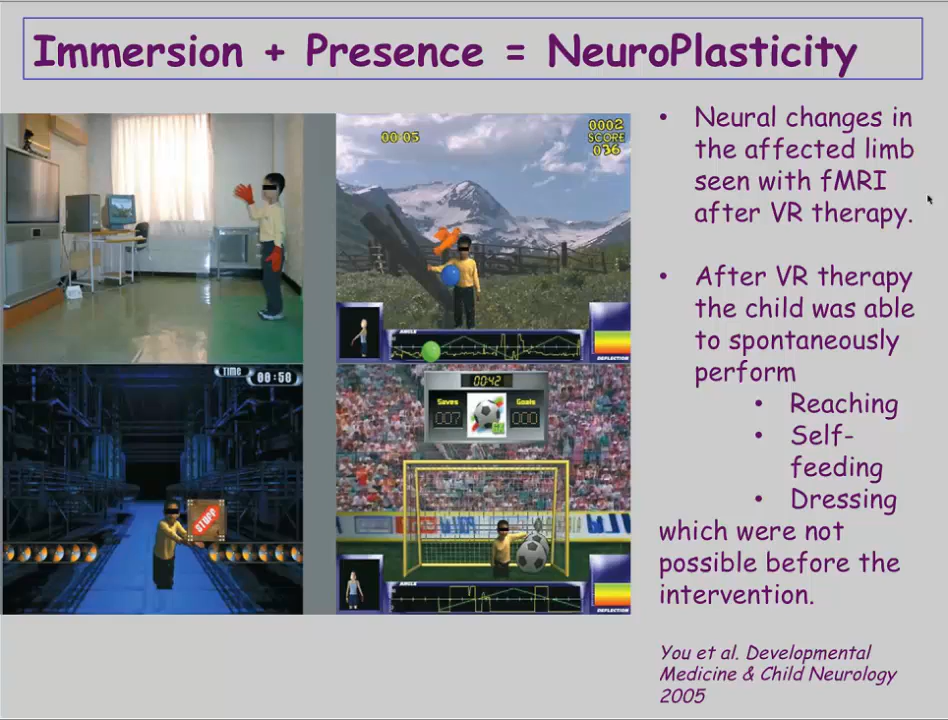 Immersion + Presence = NeuroPlasticity
00:05
0002
SCORE
036
ANGLE
DEFLECTION
TIME
00:50
STUFF
00:42
Saves
Goals
007
000
ANGLE
DEFLECTION
• Neural changes in
the affected limb
seen with fMRI
after VR therapy.
• After VR therapy
the child was able
to spontaneously
perform
• Reaching
• Self-
feeding
• Dressing
which were not
possible before the
intervention.
You et al. Developmental
Medicine & Child Neurology
2005